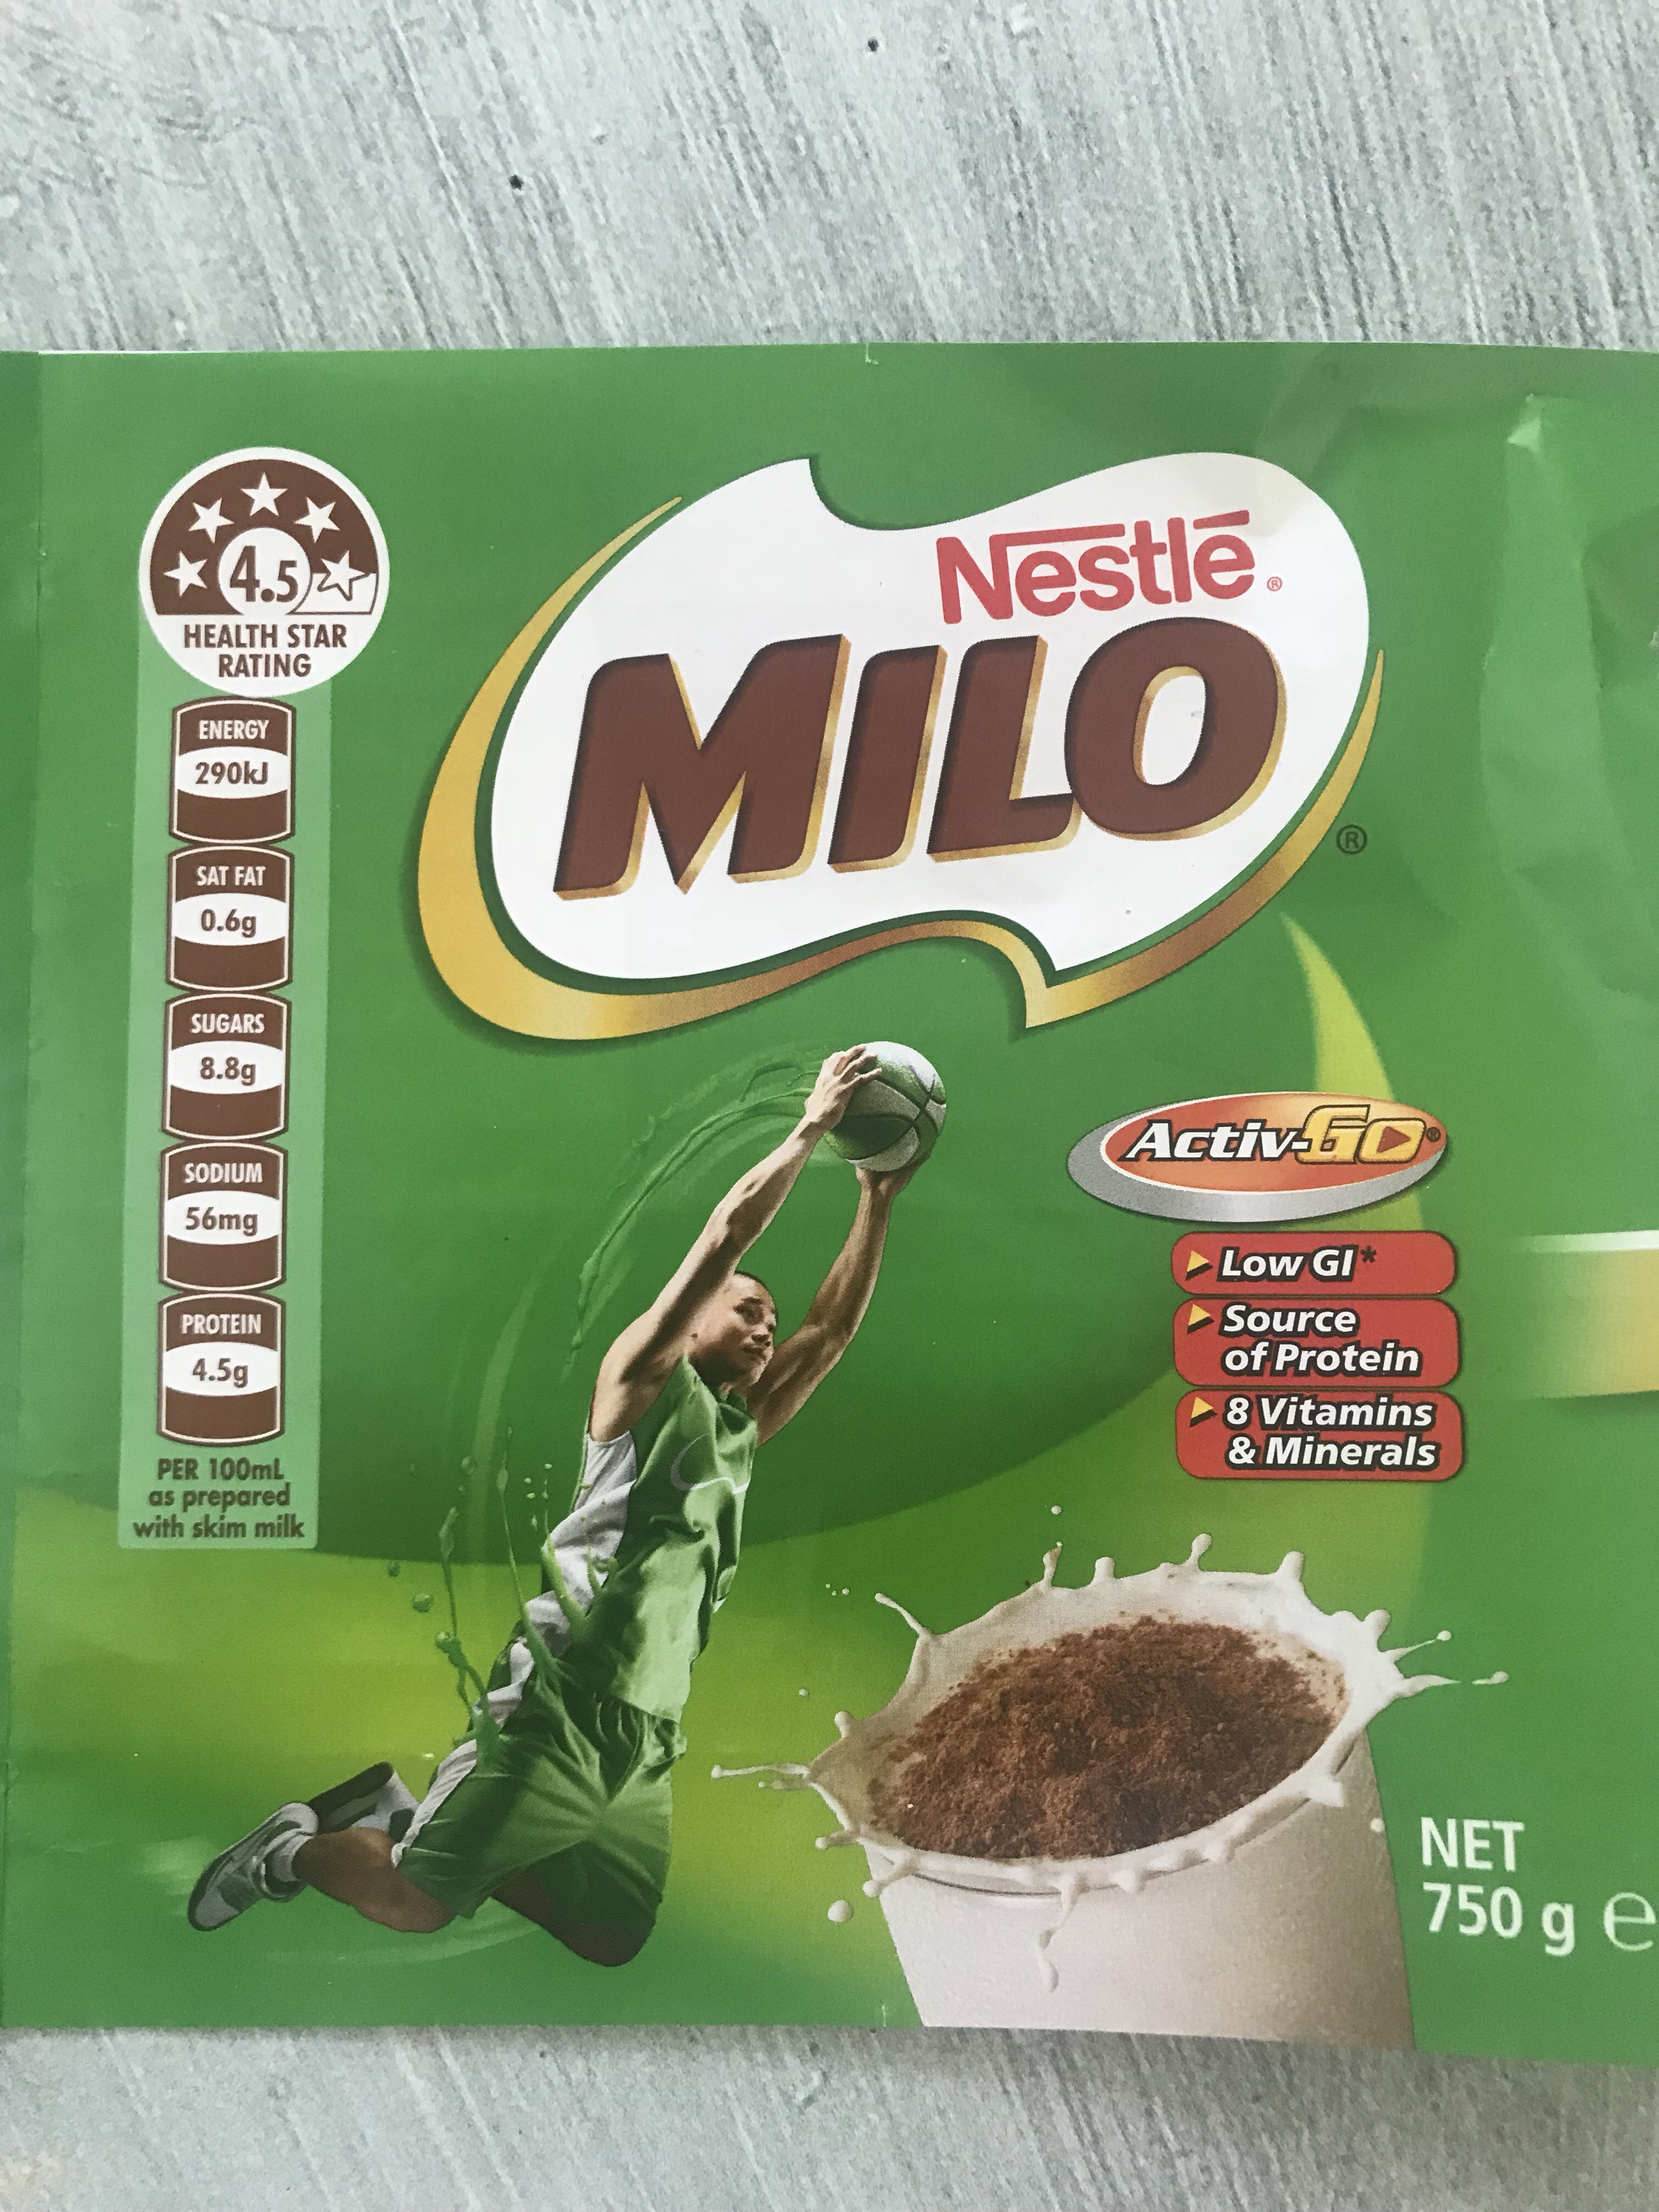 4.5
HEALTH STAR
RATING
ENERGY
290kJ
SAT FAT
0.6g
SUGARS
8.8g
SODIUM
56mg
PROTEIN
4.5g
PER 100mL
as prepared
with skim milk
Nestlé®
MILO®
Activ-GO®
Low GI*
Source
of Protein
8 Vitamins
& Minerals
NET
750 g e